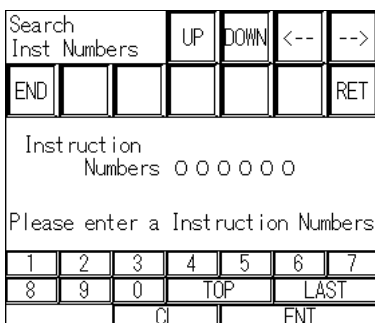 Search
Inst Numbers
UP DOWN <-- -->
END RET
Instruction
Numbers 000000
Please enter a Instruction Numbers
1 2 3 4 5 6 7
8 9 0 TOP LAST
CL ENT